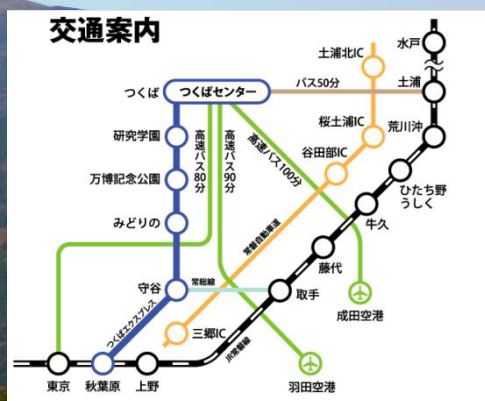 交通案内
水戸
土浦北IC
つくば
つくばセンター
バス50分
土浦
研究学園
高速バス80分
高速バス90分
高速バス100分
桜土浦IC
荒川沖
谷田部IC
万博記念公園
ひたち野
うしく
みどりの
牛久
常磐自動車道
藤代
守谷
常総線
取手
成田空港
つくばエクスプレス
三郷IC
JR常磐線
東京
秋葉原
上野
羽田空港